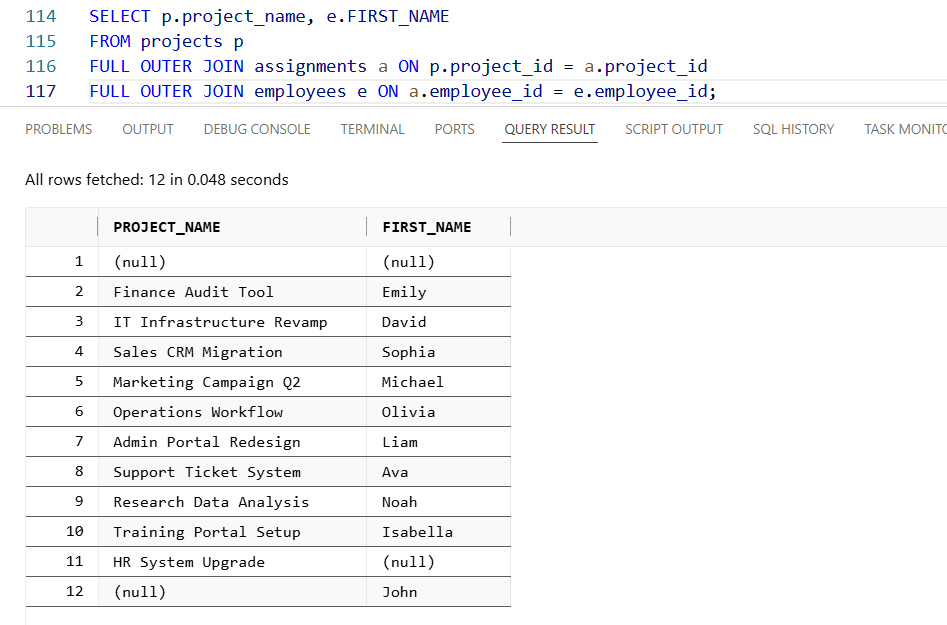 114 SELECT p.project_name, e.FIRST_NAME
115 FROM projects p
116 FULL OUTER JOIN assignments a ON p.project_id = a.project_id
117 FULL OUTER JOIN employees e ON a.employee_id = e.employee_id;
PROBLEMS OUTPUT DEBUG CONSOLE TERMINAL PORTS QUERY RESULT SCRIPT OUTPUT SQL HISTORY TASK MONITO
All rows fetched: 12 in 0.048 seconds
PROJECT_NAME FIRST_NAME
1 (null) (null)
2 Finance Audit Tool Emily
3 IT Infrastructure Revamp David
4 Sales CRM Migration Sophia
5 Marketing Campaign Q2 Michael
6 Operations Workflow Olivia
7 Admin Portal Redesign Liam
8 Support Ticket System Ava
9 Research Data Analysis Noah
10 Training Portal Setup Isabella
11 HR System Upgrade (null)
12 (null) John